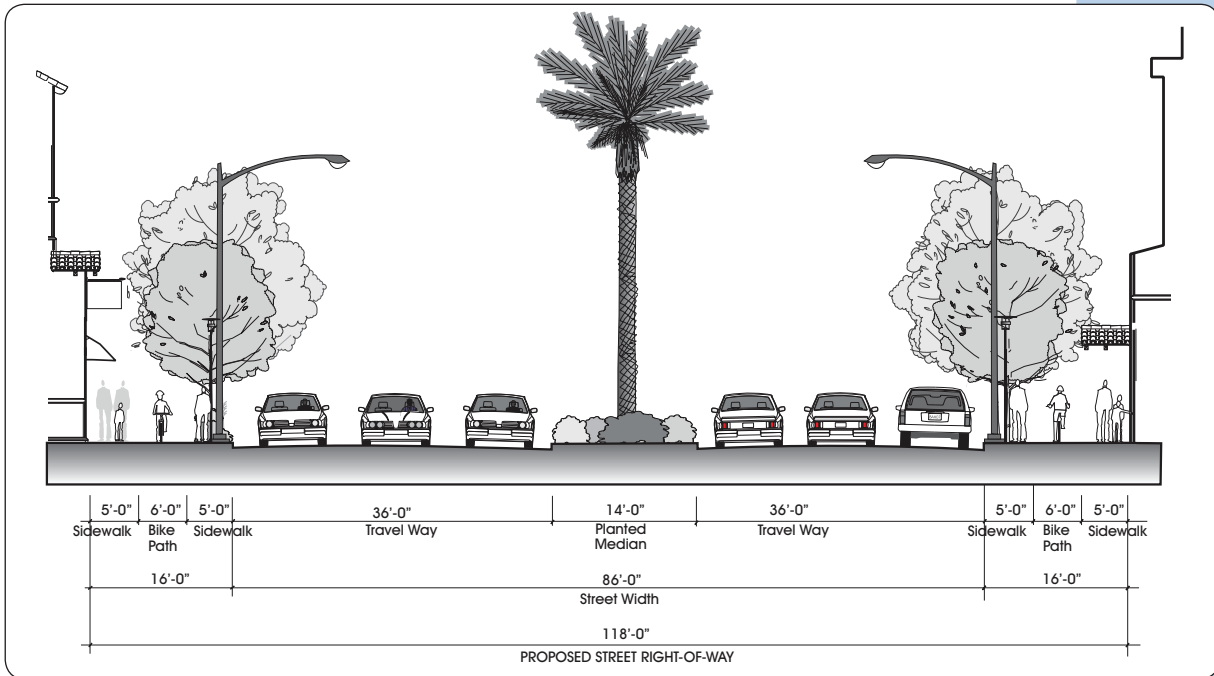 5'-0"
6'-0"
5'-0"
36'-0"
14'-0"
36'-0"
5'-0"
6'-0"
5'-0"
Sidewalk
Bike
Path
Sidewalk
Travel Way
Planted
Median
Travel Way
Sidewalk
Bike
Path
Sidewalk
16'-0"
86'-0"
16'-0"
Street Width
118'-0"
PROPOSED STREET RIGHT-OF-WAY